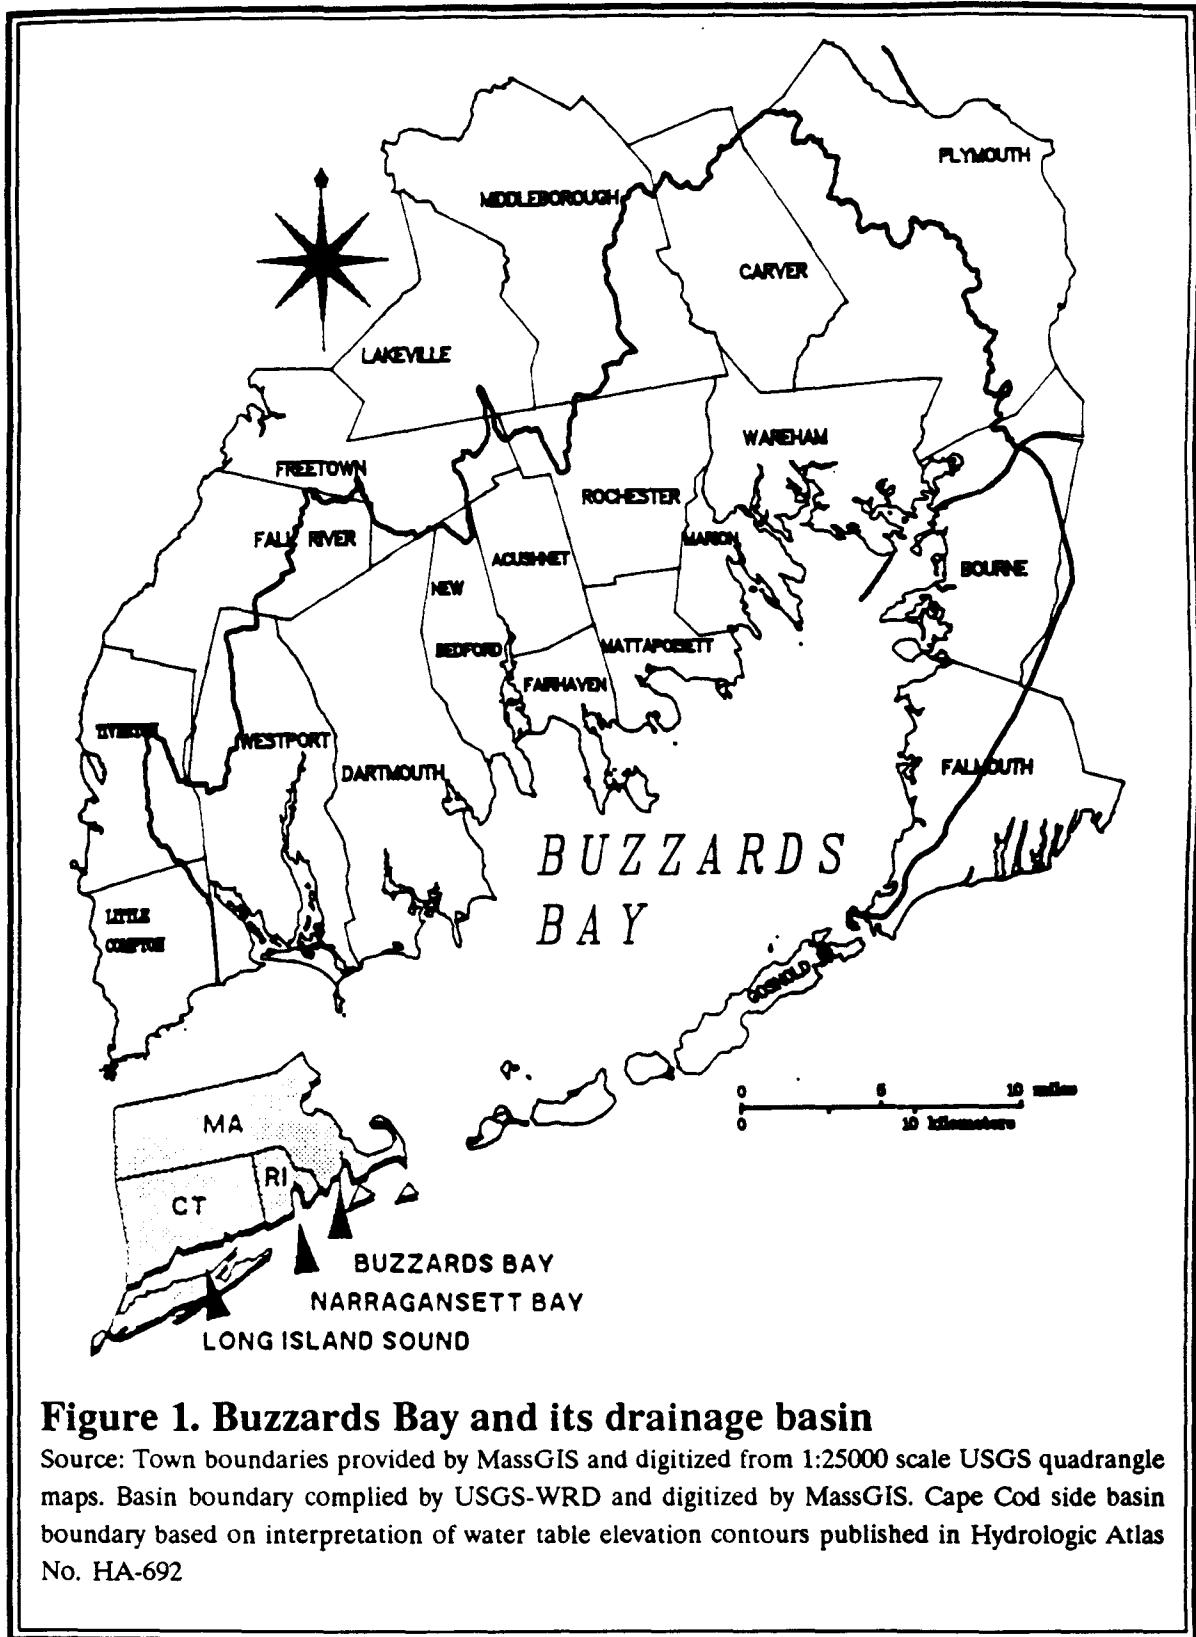 PLYMOUTH
MIDDLEBOROUGH
CARVER
LAKEVILLE
WAREHAM
FREETOWN
ROCHESTER
FALL RIVER
MARION
ACUSHNET
BOURNE
NEW
BEDFORD
MATTAPOISETT
FAIRHAVEN
TIVERTON
WESTPORT
DARTMOUTH
FALMOUTH
BUZZARDS
BAY
LITTLE
COMPTON
GOSNOLD
0 5 10 miles
0 10 kilometers
MA
RI
CT
BUZZARDS BAY
NARRAGANSETT BAY
LONG ISLAND SOUND
Figure 1. Buzzards Bay and its drainage basin
Source: Town boundaries provided by MassGIS and digitized from 1:25000 scale USGS quadrangle
maps. Basin boundary complied by USGS-WRD and digitized by MassGIS. Cape Cod side basin
boundary based on interpretation of water table elevation contours published in Hydrologic Atlas
No. HA-692